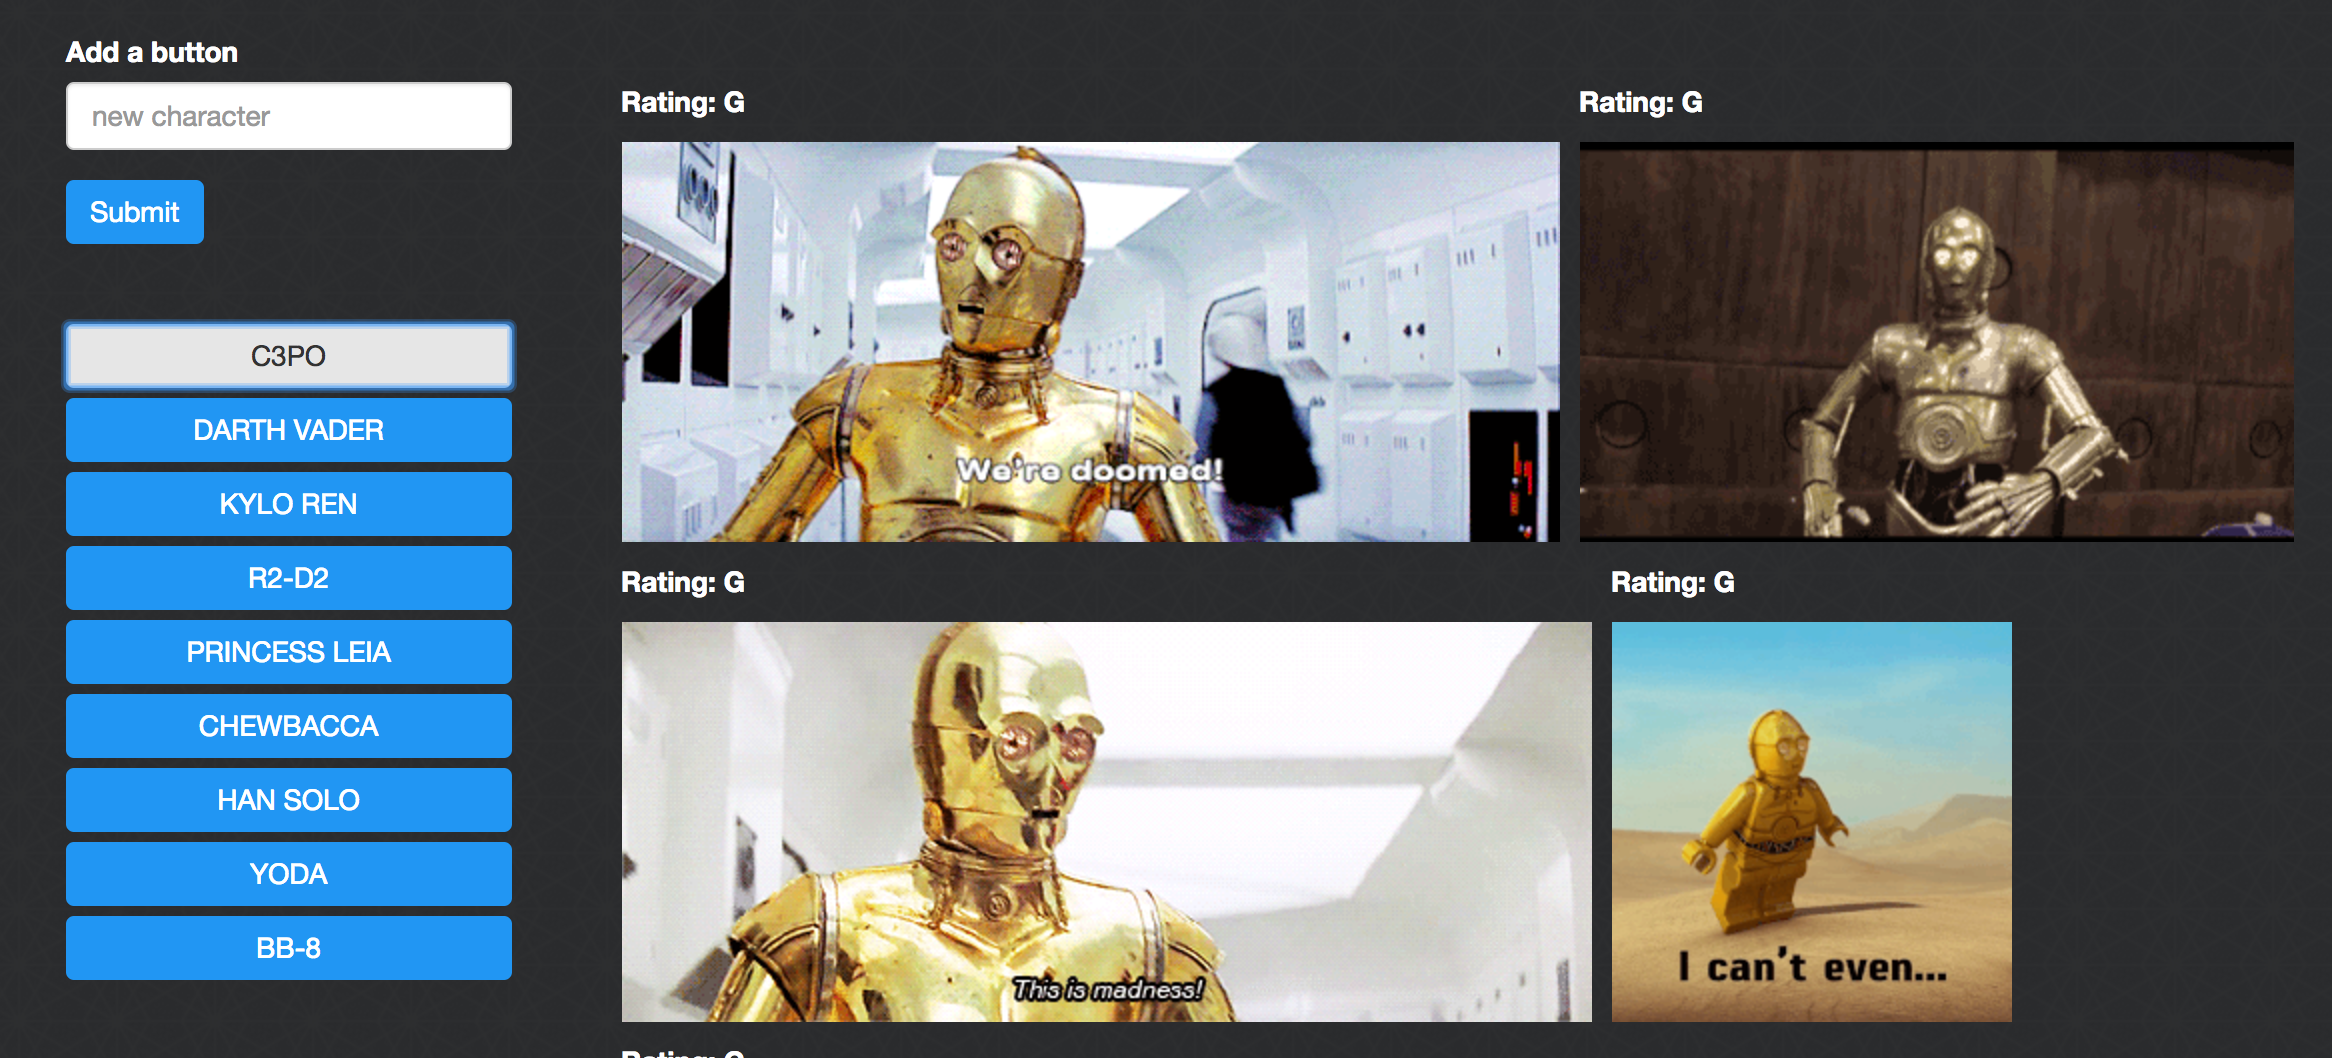 Add a button
new character
Submit
C3PO
DARTH VADER
KYLO REN
R2-D2
PRINCESS LEIA
CHEWBACCA
HAN SOLO
YODA
BB-8
Rating: G
Rating: G
We're doomed!
Rating: G
Rating: G
This is madness!
I can't even...
Rating: G